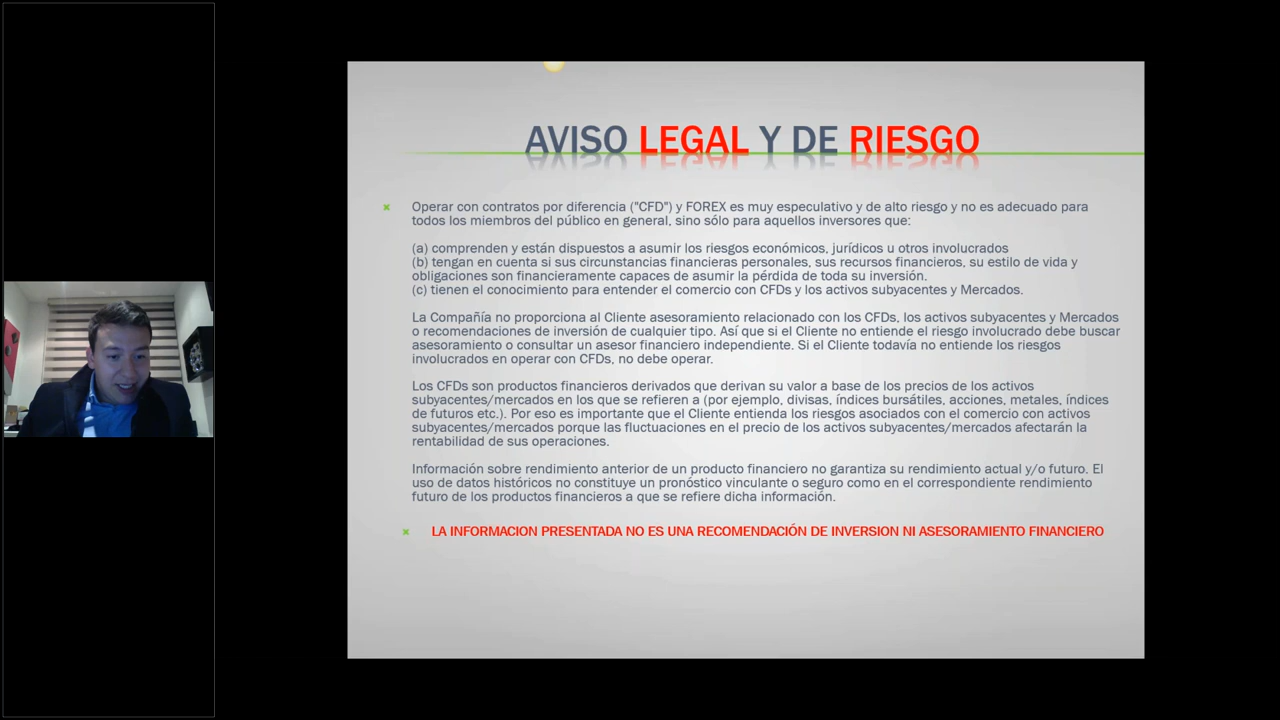 AVISO LEGAL Y DE RIESGO
Operar con contratos por diferencia ("CFD") y FOREX es muy especulativo y de alto riesgo y no es adecuado para
todos los miembros del público en general, sino sólo para aquellos inversores que:
(a) comprenden y están dispuestos a asumir los riesgos económicos, jurídicos u otros involucrados
(b) tengan en cuenta si sus circunstancias financieras personales, sus recursos financieros, su estilo de vida y
obligaciones son financieramente capaces de asumir la pérdida de toda su inversión.
(c) tienen el conocimiento para entender el comercio con CFDs y los activos subyacentes y Mercados.
La Compañía no proporciona al Cliente asesoramiento relacionado con los CFDs, los activos subyacentes y Mercados
o recomendaciones de inversión de cualquier tipo. Así que si el Cliente no entiende el riesgo involucrado debe buscar
asesoramiento o consultar un asesor financiero independiente. Si el Cliente todavía no entiende los riesgos
involucrados en operar con CFDs, no debe operar.
Los CFDs son productos financieros derivados que derivan su valor a base de los precios de los activos
subyacentes/mercados en los que se refieren a (por ejemplo, divisas, índices bursátiles, acciones, metales, índices
de futuros etc.). Por eso es importante que el Cliente entienda los riesgos asociados con el comercio con activos
subyacentes/mercados porque las fluctuaciones en el precio de los activos subyacentes/mercados afectarán la
rentabilidad de sus operaciones.
Información sobre rendimiento anterior de un producto financiero no garantiza su rendimiento actual y/o futuro. El
uso de datos históricos no constituye un pronóstico vinculante o seguro como en el correspondiente rendimiento
futuro de los productos financieros a que se refiere dicha información.
LA INFORMACION PRESENTADA NO ES UNA RECOMENDACIÓN DE INVERSION NI ASESORAMIENTO FINANCIERO